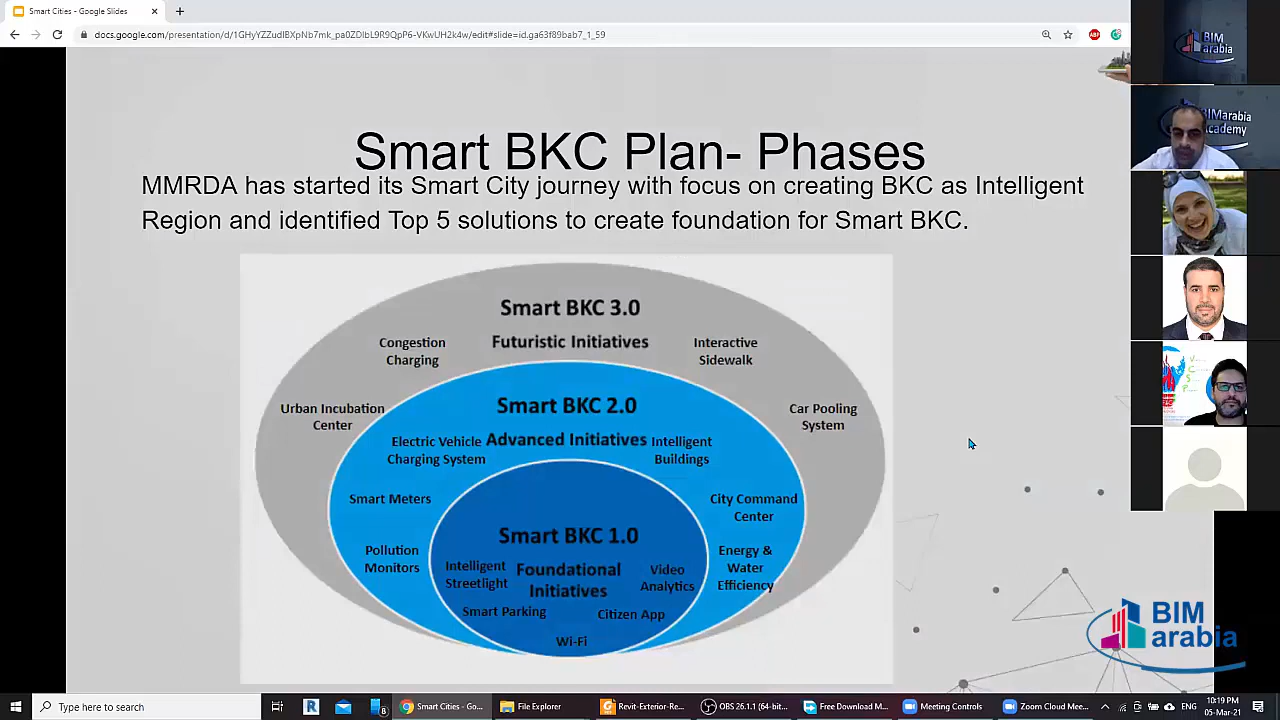 Smart Cities - Google Slides
docs.google.com/presentation/d/1GHyYZZudIBXpNb7mk_pa0ZDlbL9R9QpP6-VKwUH2k4w/edit#slide=id.ga63f89bab7_1_59
Smart BKC Plan- Phases
MMRDA has started its Smart City journey with focus on creating BKC as Intelligent
Region and identified Top 5 solutions to create foundation for Smart BKC.
Smart BKC 3.0
Futuristic Initiatives
Congestion
Charging
Interactive
Sidewalk
Urban Incubation
Center
Car Pooling
System
Smart BKC 2.0
Advanced Initiatives
Electric Vehicle
Charging System
Intelligent
Buildings
Smart Meters
City Command
Center
Pollution
Monitors
Energy &
Water
Efficiency
Smart BKC 1.0
Foundational
Initiatives
Intelligent
Streetlight
Video
Analytics
Smart Parking
Citizen App
Wi-Fi
BIM
arabia
BIMarabia
Academy
BIM
arabia
Type here to search
Smart Cities - Go...
File Explorer
Revit-Exterior-Re...
OBS 26.1.1 (64-bit...
Free Download M...
Meeting Controls
Zoom Cloud Mee...
ENG
10:19 PM
05-Mar-21